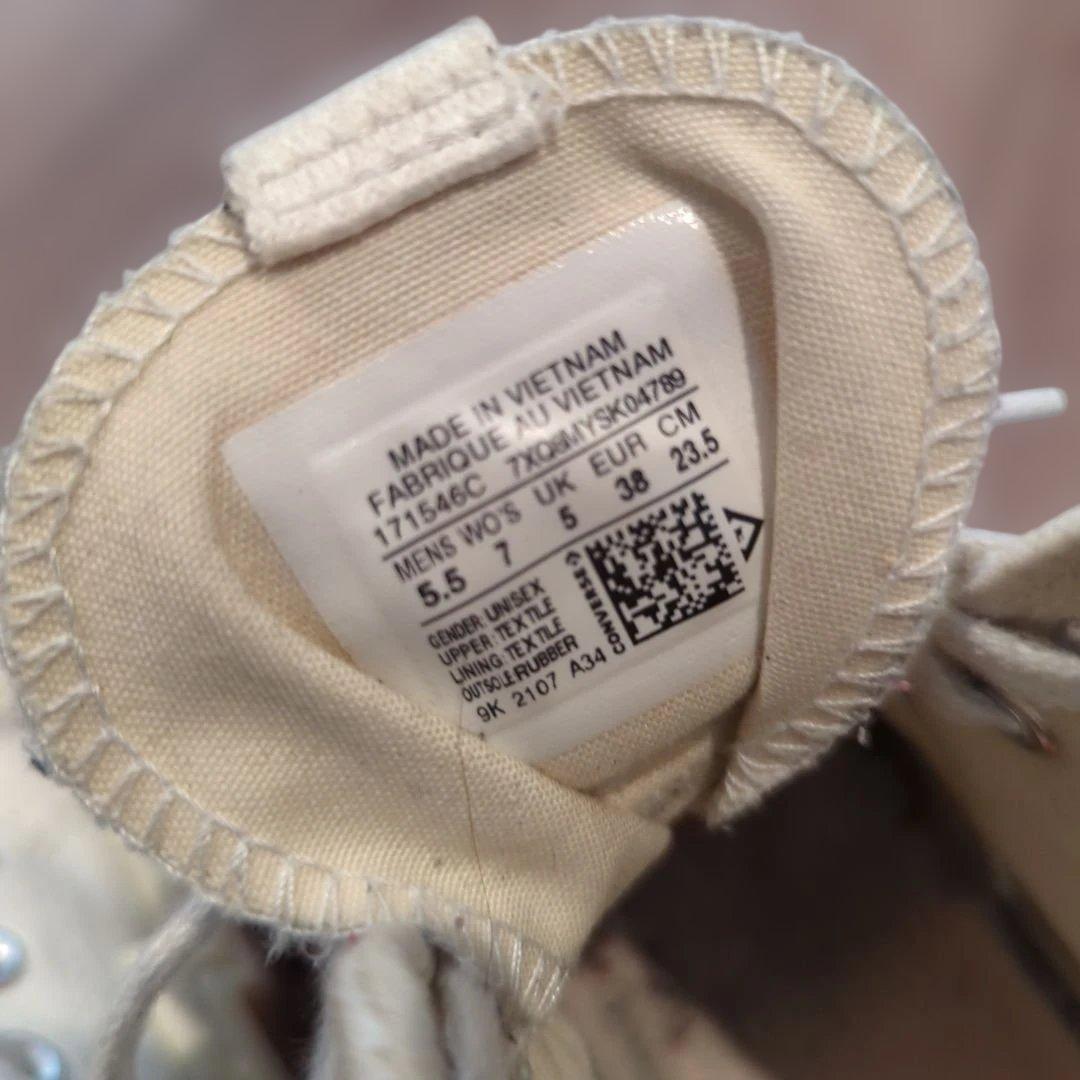 MADE IN VIETNAM
FABRIQUE AU VIETNAM
171546C 7XQ8MYSK04789
MENS WO'S UK EUR CM
5.5 7 5 38 23.5
GENDER: UNISEX
UPPER: TEXTILE
LINING: TEXTILE
OUTSOLE: RUBBER
9K 2107 A34
CONVERSE